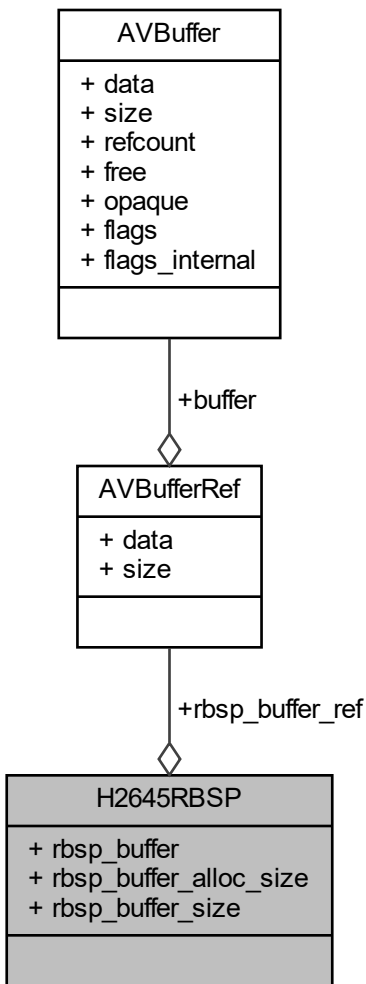 AVBuffer
+ data
+ size
+ refcount
+ free
+ opaque
+ flags
+ flags_internal
+buffer
AVBufferRef
+ data
+ size
+rbsp_buffer_ref
H2645RBSP
+ rbsp_buffer
+ rbsp_buffer_alloc_size
+ rbsp_buffer_size